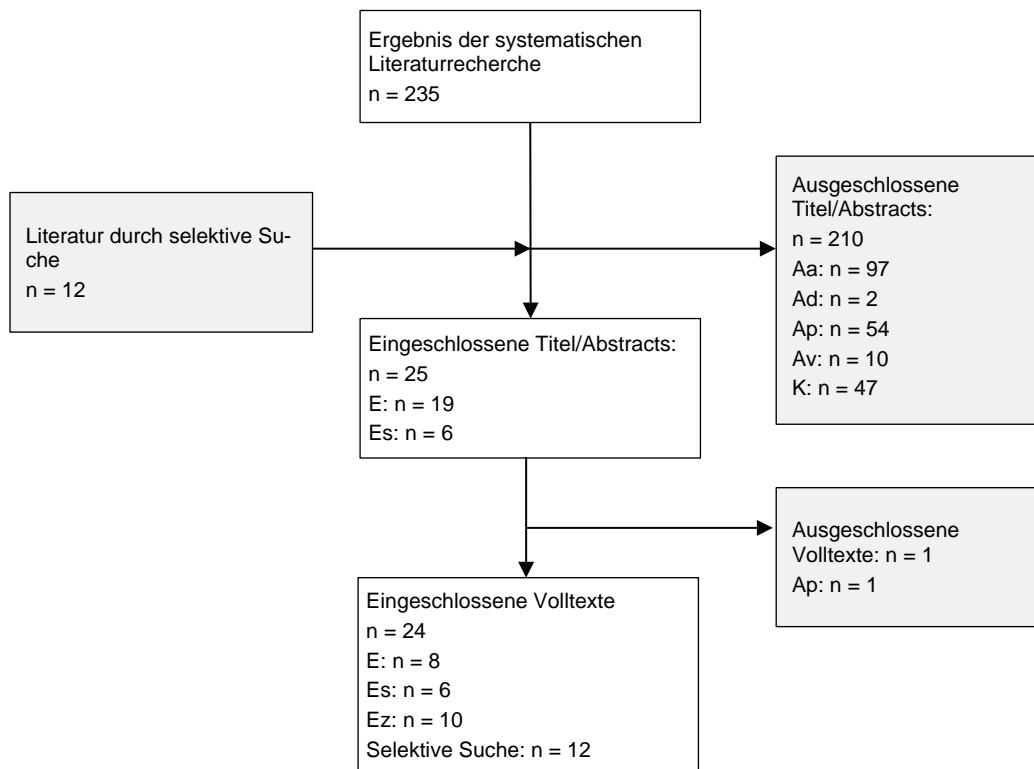 Ergebnis der systematischen
Literaturrecherche
n = 235
Literatur durch selektive Su-
che
n = 12
Ausgeschlossene
Titel/Abstracts:
n = 210
Aa: n = 97
Ad: n = 2
Ap: n = 54
Av: n = 10
K: n = 47
Eingeschlossene Titel/Abstracts:
n = 25
E: n = 19
Es: n = 6
Ausgeschlossene
Volltexte: n = 1
Ap: n = 1
Eingeschlossene Volltexte
n = 24
E: n = 8
Es: n = 6
Ez: n = 10
Selektive Suche: n = 12